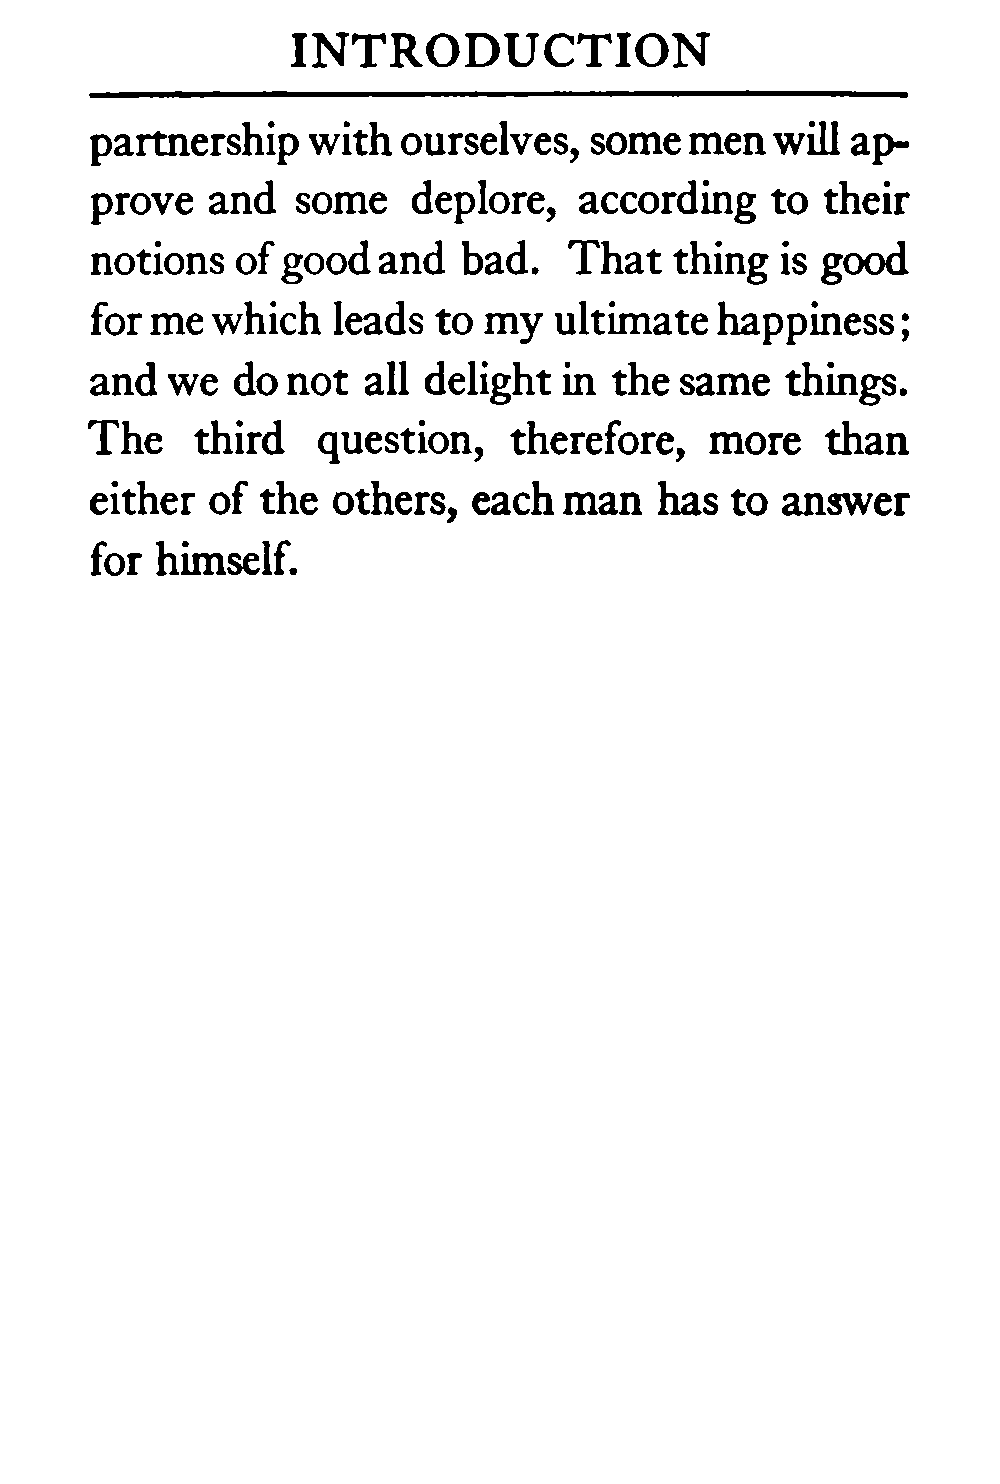 INTRODUCTION
partnership with ourselves, some men will ap-
prove and some deplore, according to their
notions of good and bad. That thing is good
for me which leads to my ultimate happiness;
and we do not all delight in the same things.
The third question, therefore, more than
either of the others, each man has to answer
for himself.